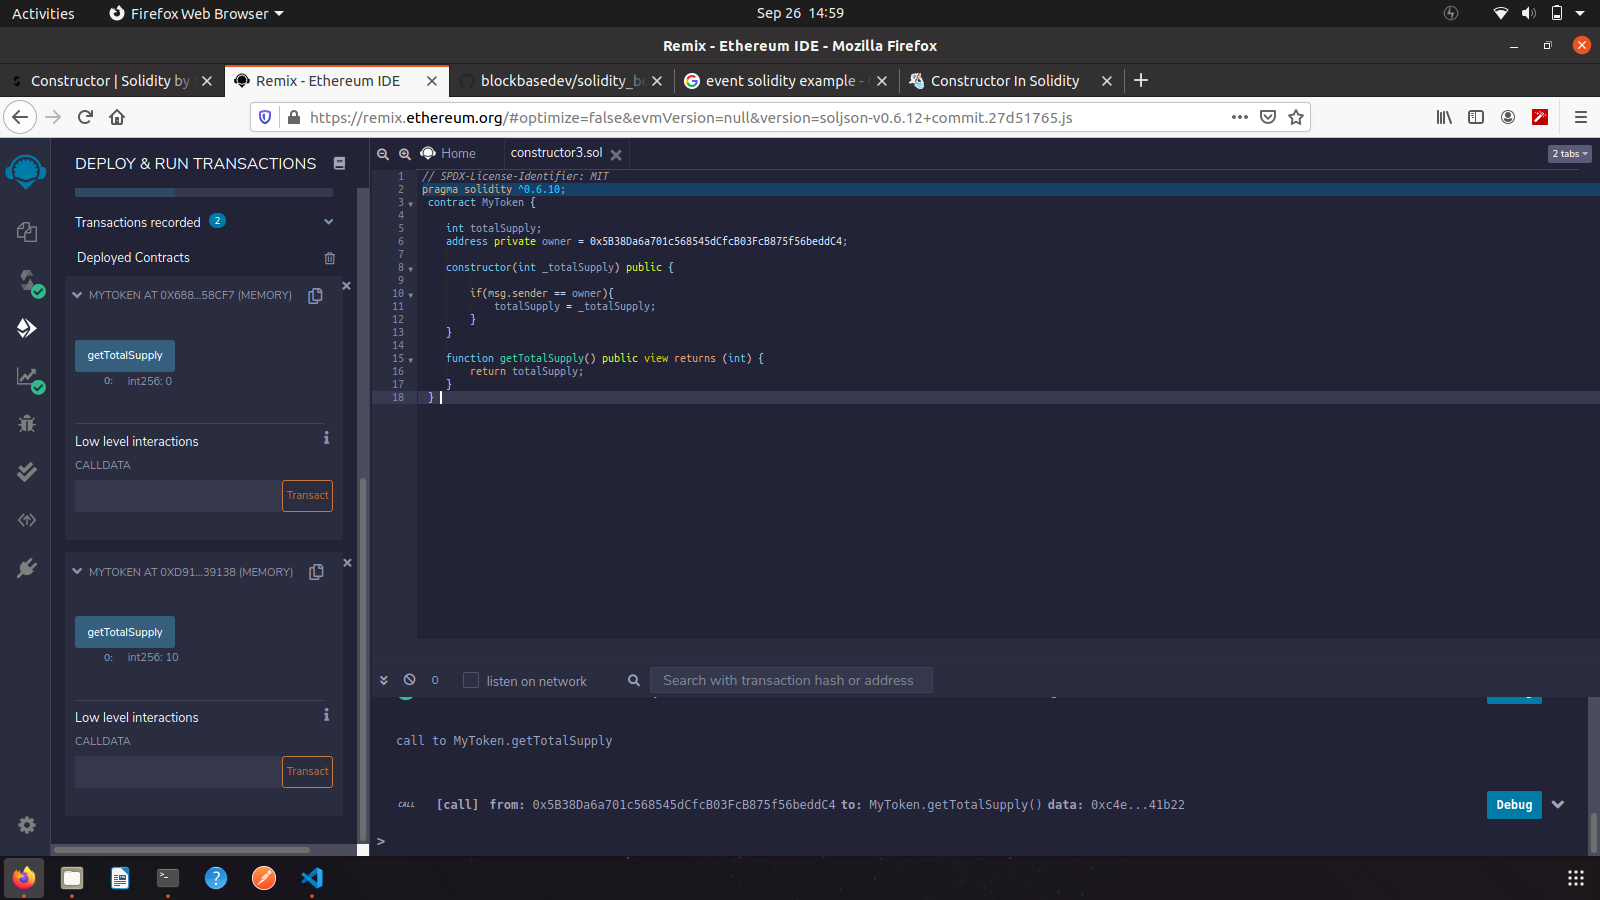 Activities
Firefox Web Browser
Sep 26 14:59
Remix - Ethereum IDE - Mozilla Firefox
Constructor | Solidity by
Remix - Ethereum IDE
blockbasedev/solidity_b
event solidity example -
Constructor In Solidity
https://remix.ethereum.org/#optimize=false&evmVersion=null&version=soljson-v0.6.12+commit.27d51765.js
DEPLOY & RUN TRANSACTIONS
Transactions recorded 2
Deployed Contracts
MYTOKEN AT 0X688...58CF7 (MEMORY)
getTotalSupply
0: int256: 0
Low level interactions
CALLDATA
Transact
MYTOKEN AT 0XD91...39138 (MEMORY)
getTotalSupply
0: int256: 10
Low level interactions
CALLDATA
Transact
Home
constructor3.sol
2 tabs
1 // SPDX-License-Identifier: MIT
2 pragma solidity ^0.6.10;
3 contract MyToken {
4
5 int totalSupply;
6 address private owner = 0x5B38Da6a701c568545dCfcB03FcB875f56beddC4;
7
8 constructor(int _totalSupply) public {
9
10 if(msg.sender == owner){
11 totalSupply = _totalSupply;
12 }
13 }
14
15 function getTotalSupply() public view returns (int) {
16 return totalSupply;
17 }
18 }
0
listen on network
Search with transaction hash or address
call to MyToken.getTotalSupply
CALL [call] from: 0x5B38Da6a701c568545dCfcB03FcB875f56beddC4 to: MyToken.getTotalSupply() data: 0xc4e...41b22
Debug
>